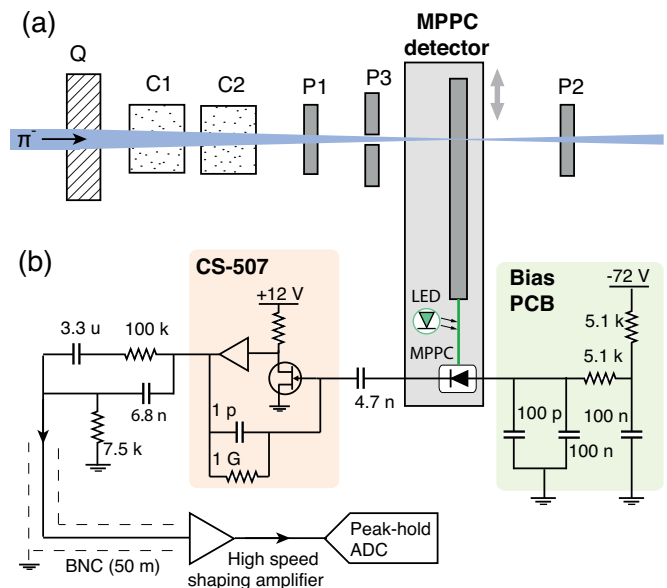 (a)
Q
C1
C2
P1
P3
MPPC
detector
P2
π-
(b)
CS-507
+12 V
LED
MPPC
Bias
PCB
-72 V
5.1 k
5.1 k
3.3 u
100 k
6.8 n
7.5 k
1 p
1 G
4.7 n
100 p
100 n
100 n
BNC (50 m)
High speed
shaping amplifier
Peak-hold
ADC